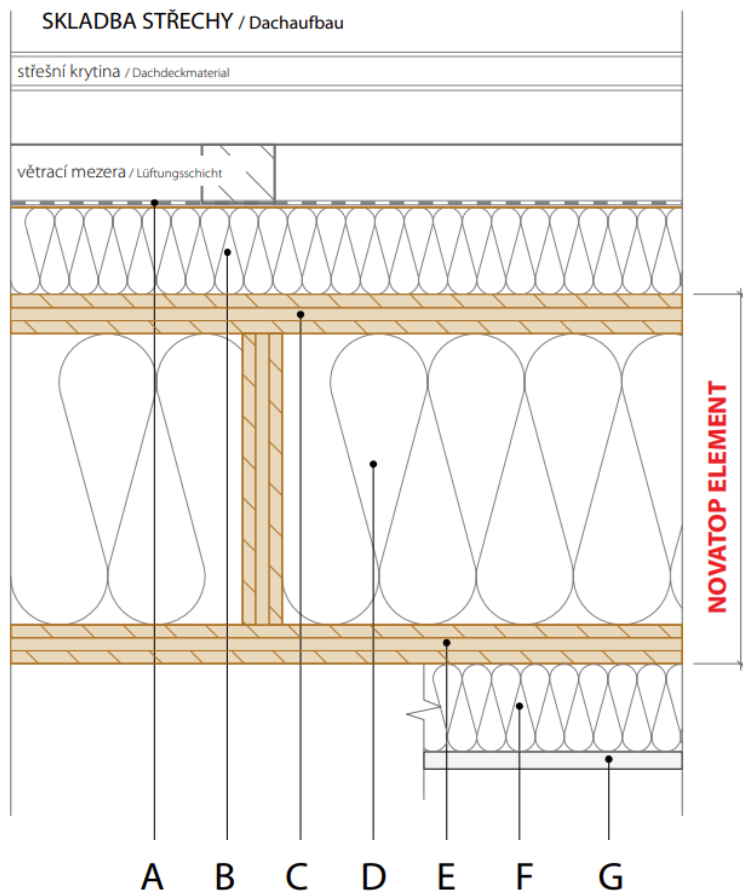 SKLADBA STŘECHY / Dachaufbau
střešní krytina / Dachdeckmaterial
větrací mezera / Lüftungsschicht
NOVATOP ELEMENT
A B C D E F G